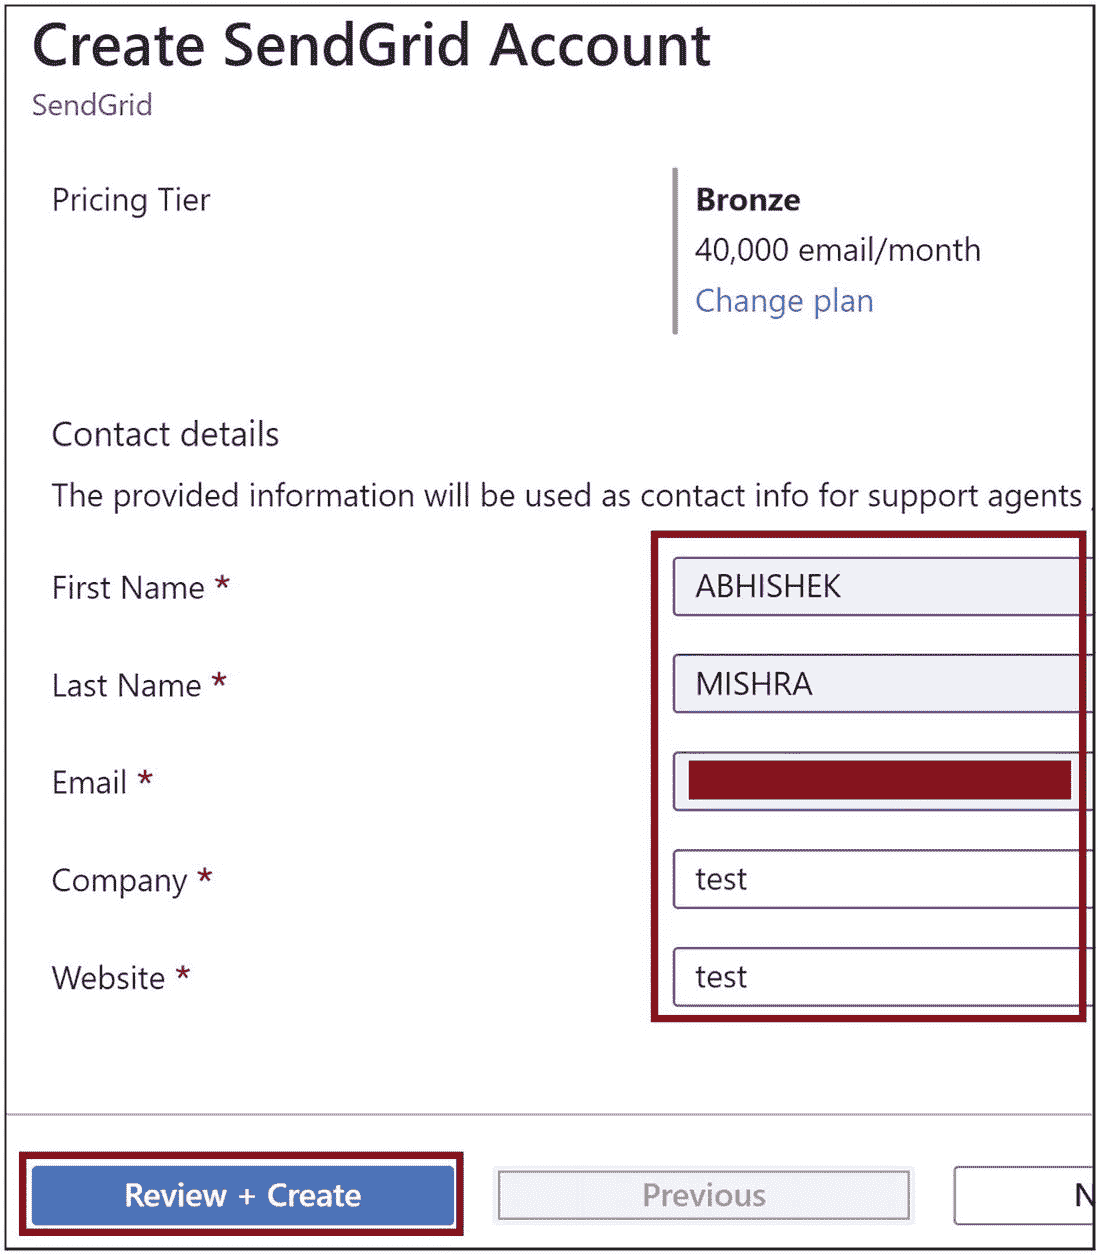 Create SendGrid Account
SendGrid
Pricing Tier
Bronze
40,000 email/month
Change plan
Contact details
The provided information will be used as contact info for support agents
First Name * ABHISHEK
Last Name * MISHRA
Email *
Company * test
Website * test
Review + Create Previous